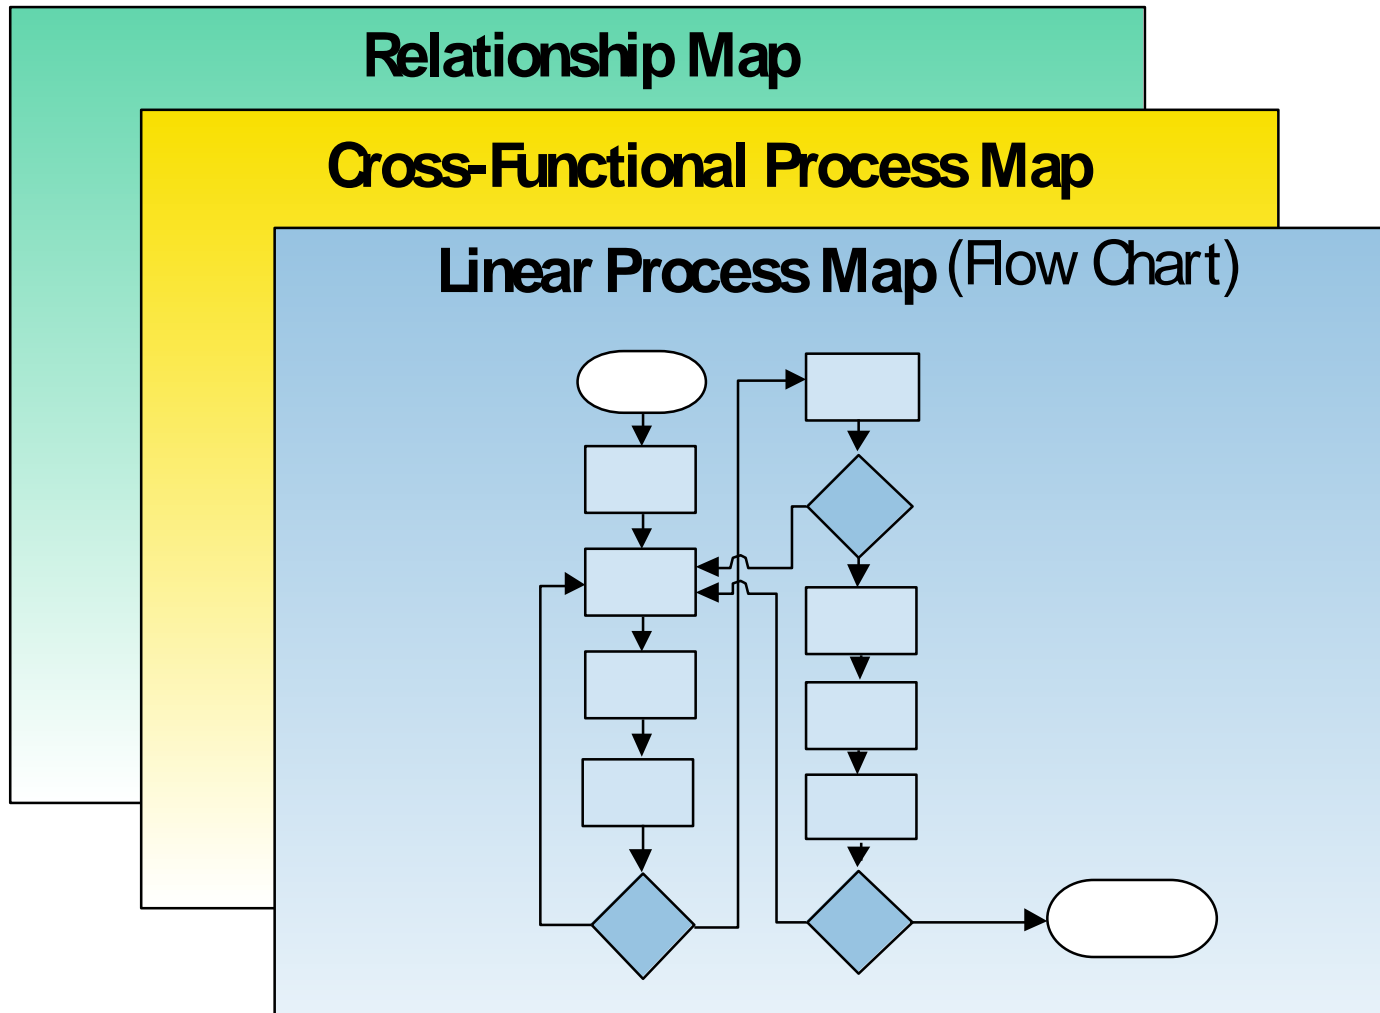 Relationship Map
Cross-Functional Process Map
Linear Process Map (Flow Chart)